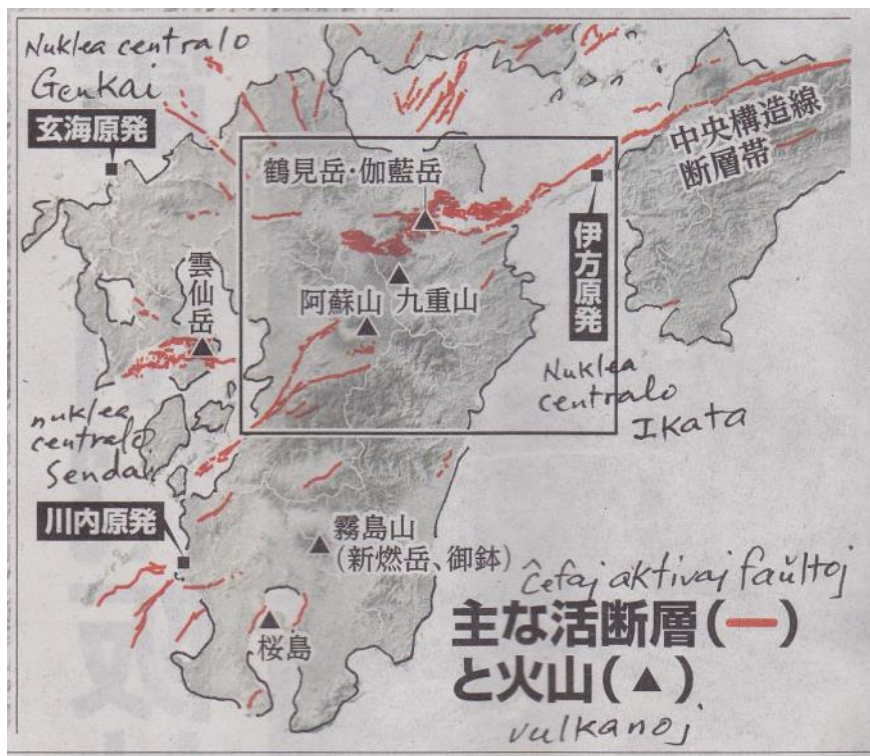 Nuklea centralo
Genkai
玄海原発
中央構造線
断層帯
鶴見岳・伽藍岳
伊方原発
雲仙岳
阿蘇山
九重山
Nuklea
centralo
Ikata
nuklea
centralo
Sendai
川内原発
霧島山
(新燃岳、御鉢)
桜島
Ĉefaj aktivaj faŭltoj
主な活断層(━)
と火山(▲)
vulkanoj